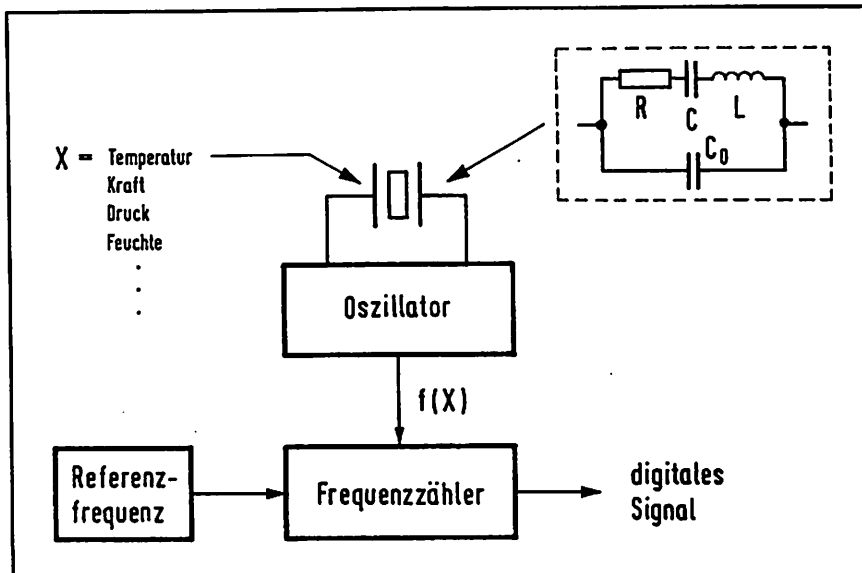 R C L
C0
X = Temperatur
Kraft
Druck
Feuchte
Oszillator
f(X)
Referenz-
frequenz
Frequenzzähler
digitales
Signal